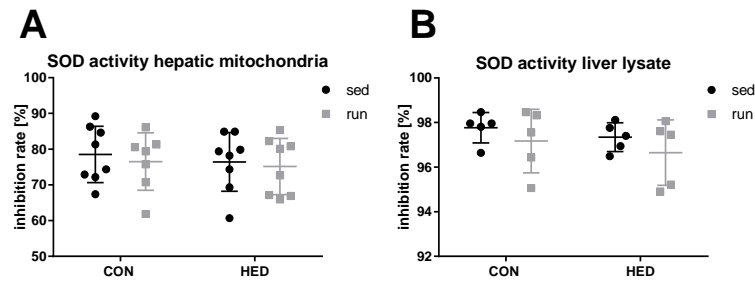 A
SOD activity hepatic mitochondria
inhibition rate [%]
100
90
80
70
60
50
CON
HED
sed
run
B
SOD activity liver lysate
inhibition rate [%]
100
98
96
94
92
CON
HED
sed
run